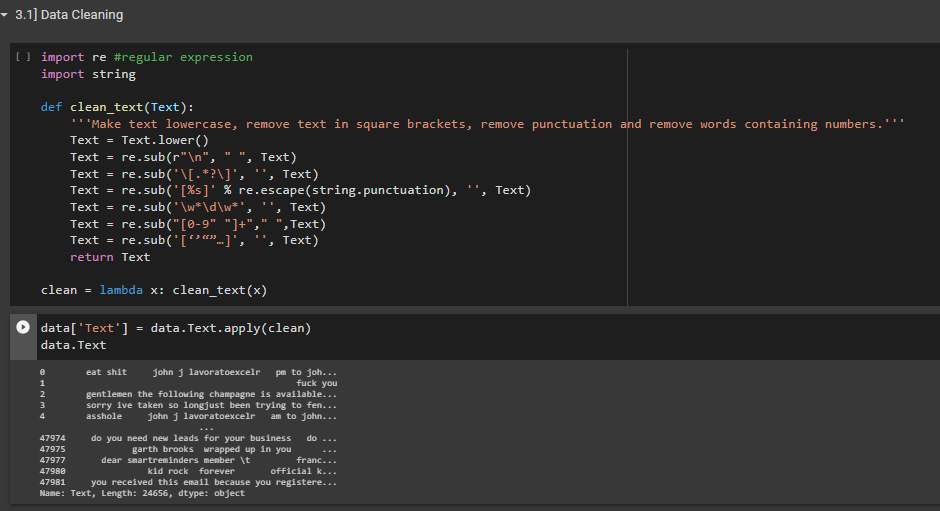 3.1] Data Cleaning
[ ] import re #regular expression
import string
def clean_text(Text):
'''Make text lowercase, remove text in square brackets, remove punctuation and remove words containing numbers.'''
Text = Text.lower()
Text = re.sub(r"\n", " ", Text)
Text = re.sub('\[.*?\]', '', Text)
Text = re.sub('[%s]' % re.escape(string.punctuation), '', Text)
Text = re.sub('\w*\d\w*', '', Text)
Text = re.sub("[0-9" "]+"," ",Text)
Text = re.sub('[‘’“”…]', '', Text)
return Text
clean = lambda x: clean_text(x)
data['Text'] = data.Text.apply(clean)
data.Text
0 eat shit john j lavoratoexcelr pm to joh...
1 fuck you
2 gentlemen the following champagne is available...
3 sorry ive taken so longjust been trying to fen...
4 asshole john j lavoratoexcelr am to john...
...
47974 do you need new leads for your business do ...
47975 garth brooks wrapped up in you ...
47977 dear smartreminders member \t franc...
47980 kid rock forever official k...
47981 you received this email because you registere...
Name: Text, Length: 24656, dtype: object